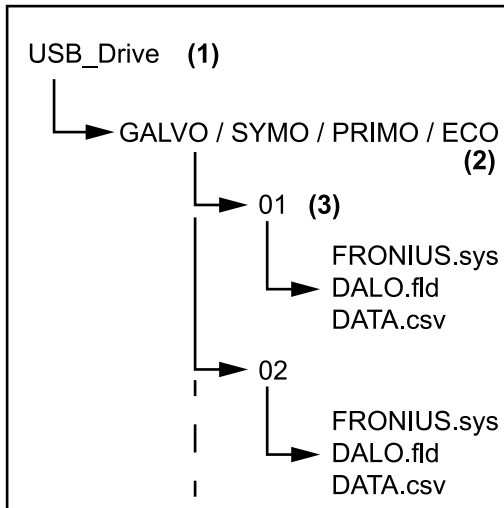 USB_Drive (1)
GALVO / SYMO / PRIMO / ECO
(2)
01 (3)
FRONIUS.sys
DALO.fld
DATA.csv
02
FRONIUS.sys
DALO.fld
DATA.csv